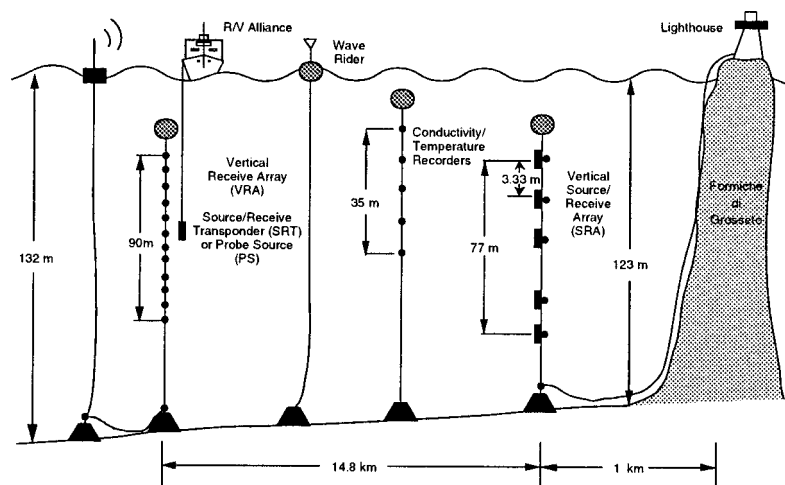 R/V Alliance
Wave
Rider
Lighthouse
Conductivity/
Temperature
Recorders
Vertical
Receive Array
(VRA)
Source/Receive
Transponder (SRT)
or Probe Source
(PS)
Vertical
Source/
Receive
Array
(SRA)
Formiche
di
Grosseto
3.33 m
35 m
90m
77 m
132 m
123 m
14.8 km
1 km